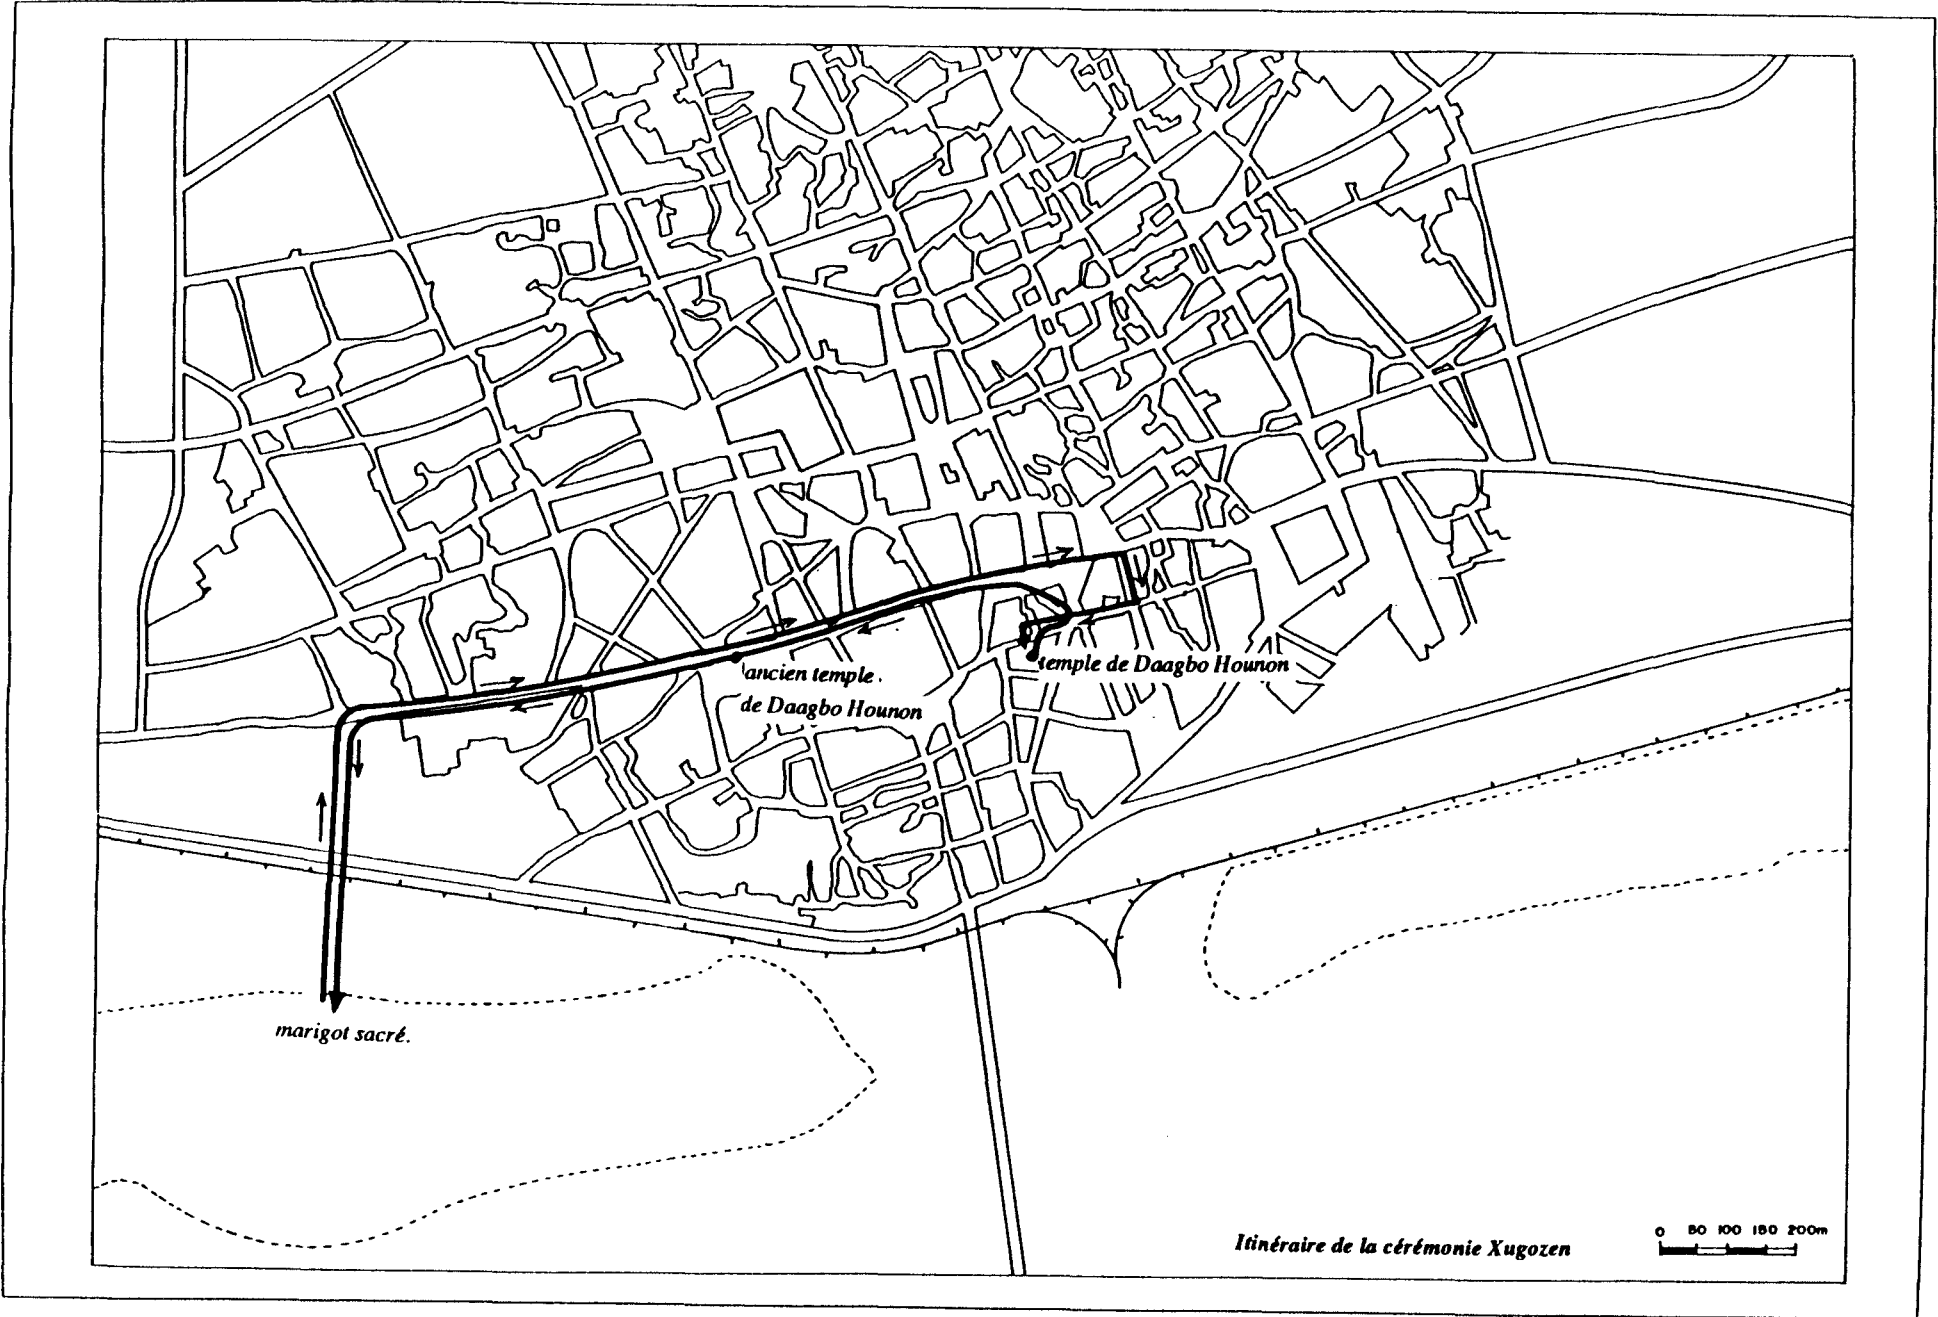 ancien temple.
de Daagbo Hounon
temple de Daagbo Hounon
marigot sacré.
Itinéraire de la cérémonie Xugozen
0 50 100 150 200m